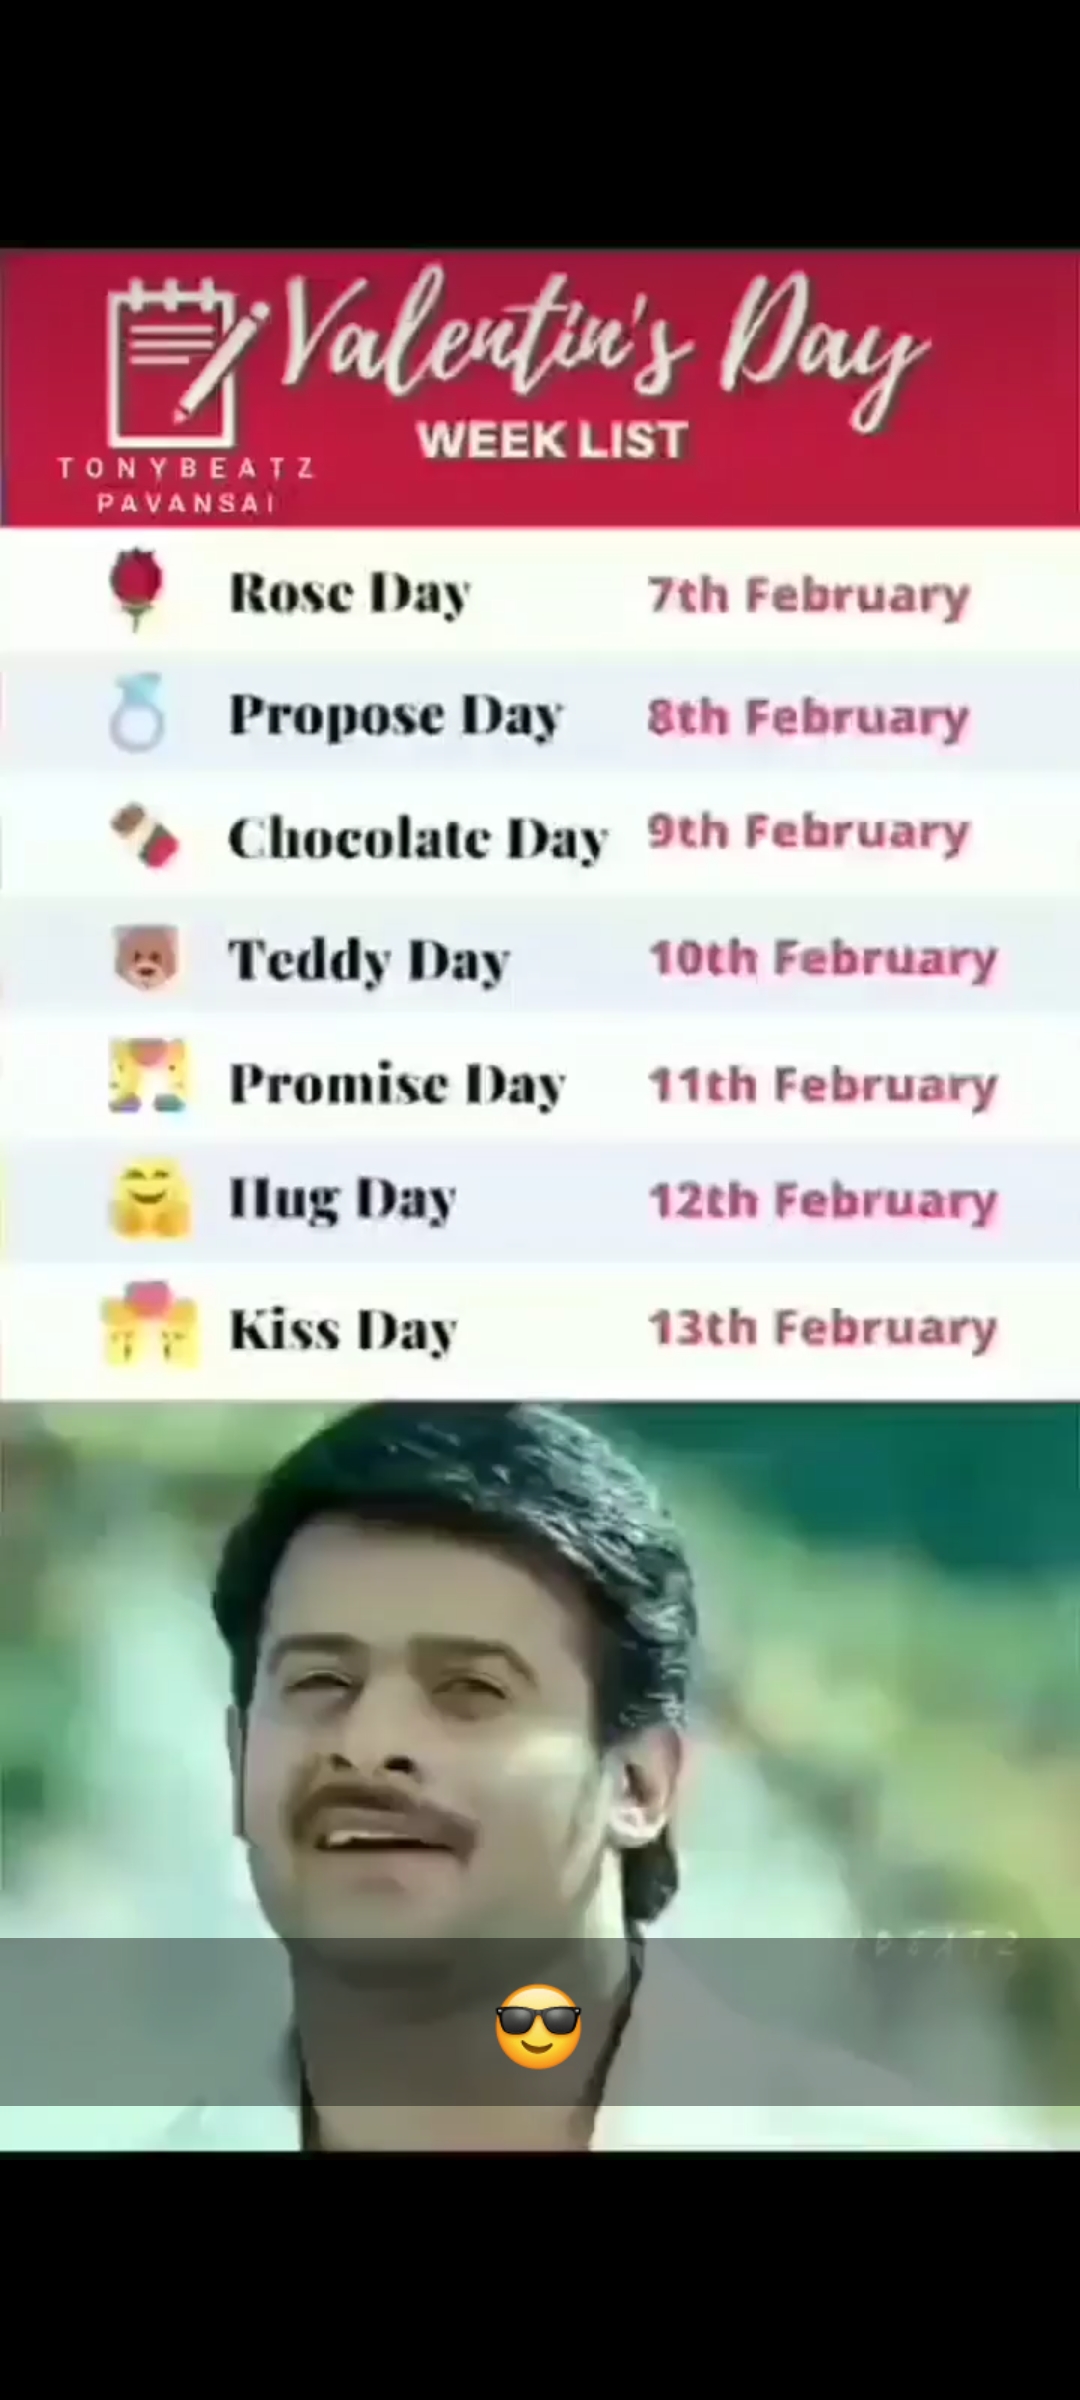 Valentin's Day
WEEK LIST
TONYBEATZ
PAVANSAI
Rose Day 7th February
Propose Day 8th February
Chocolate Day 9th February
Teddy Day 10th February
Promise Day 11th February
Hug Day 12th February
Kiss Day 13th February